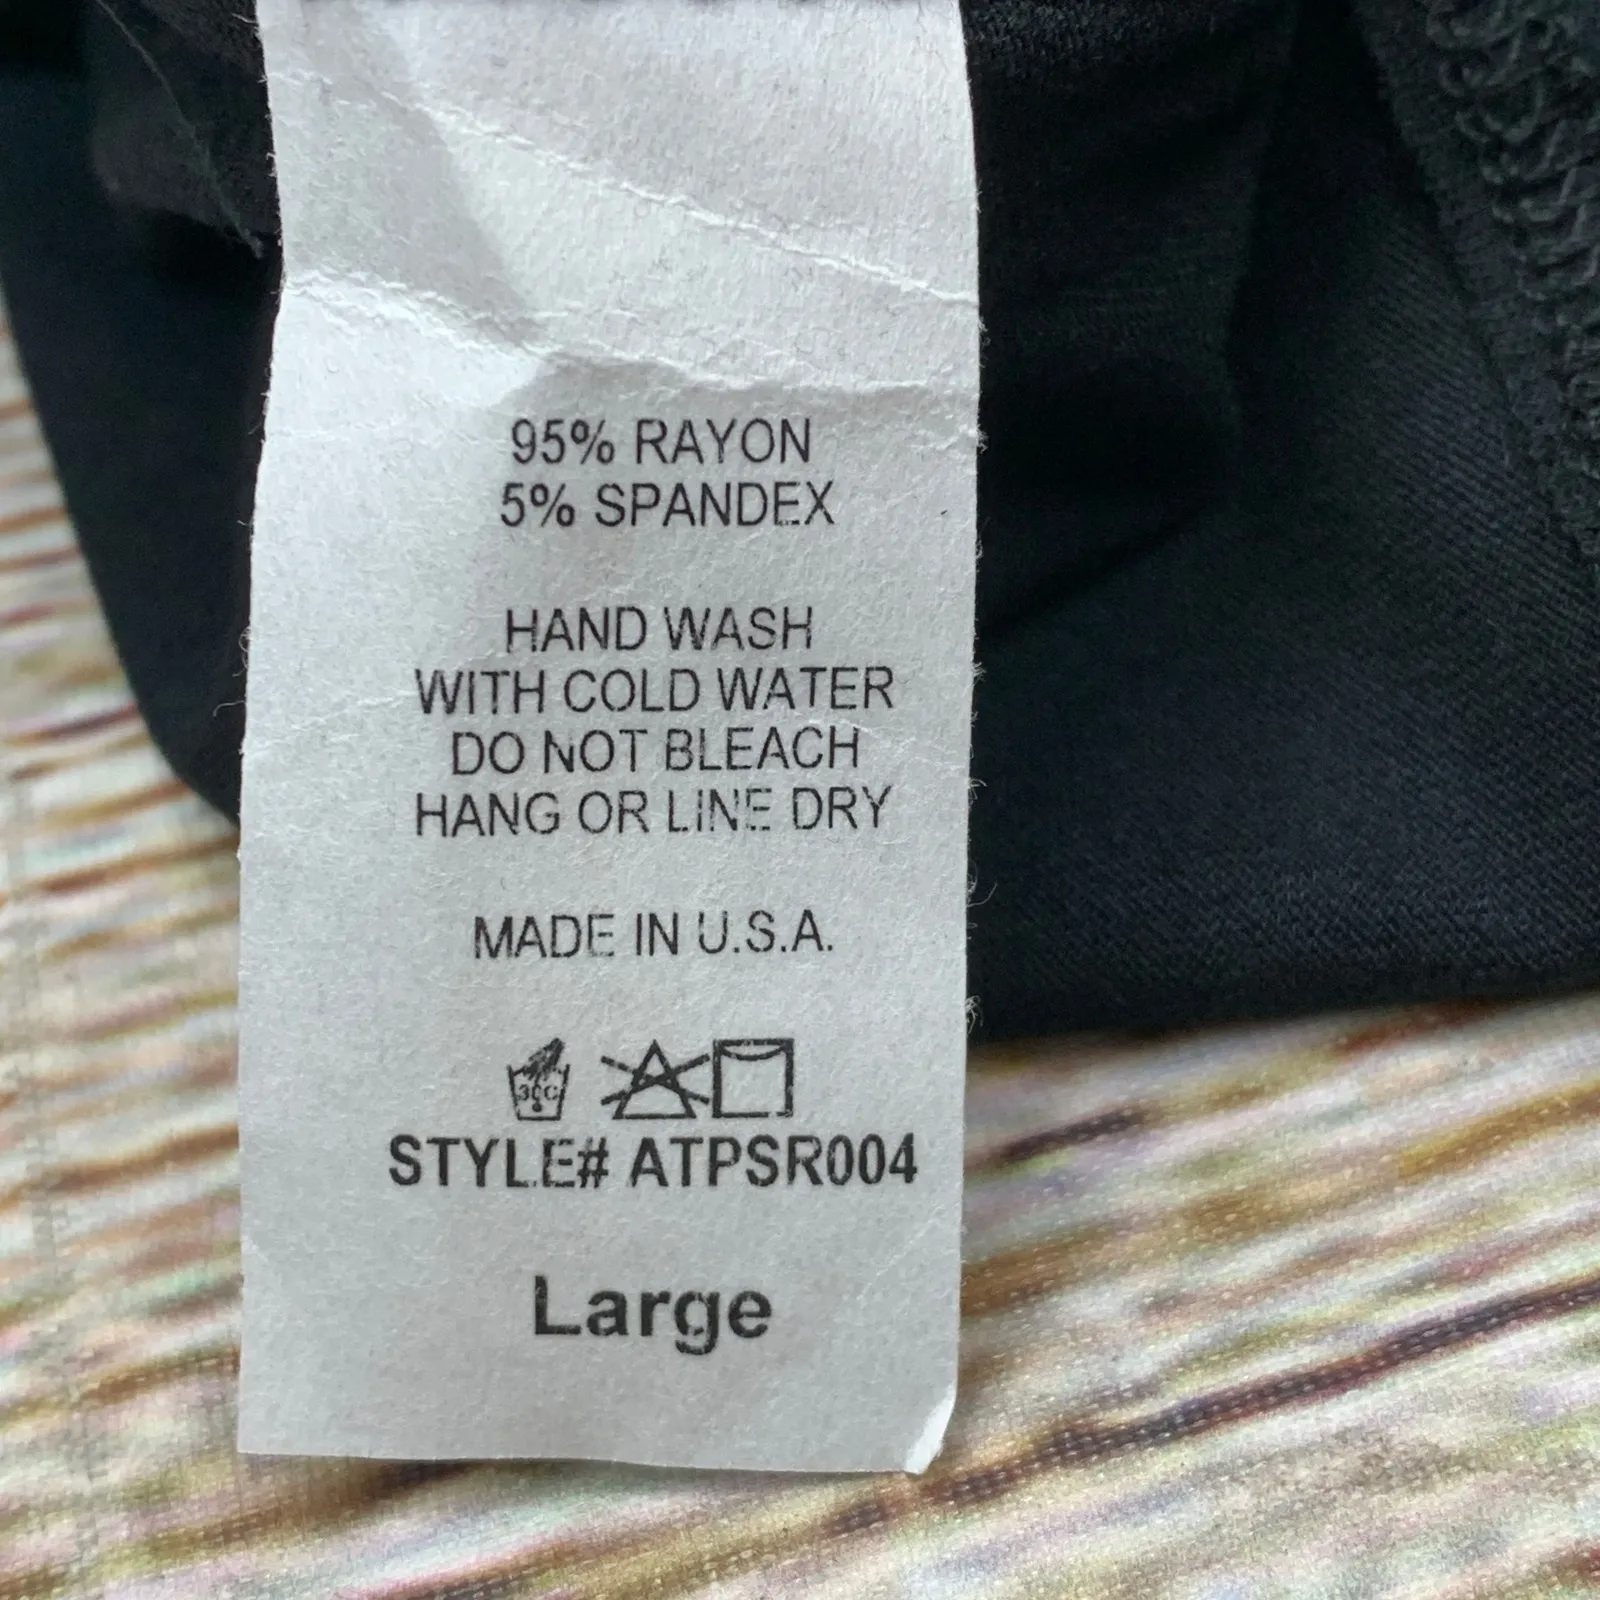 95% RAYON
5% SPANDEX
HAND WASH
WITH COLD WATER
DO NOT BLEACH
HANG OR LINE DRY
MADE IN U.S.A.
30C
STYLE# ATPSR004
Large